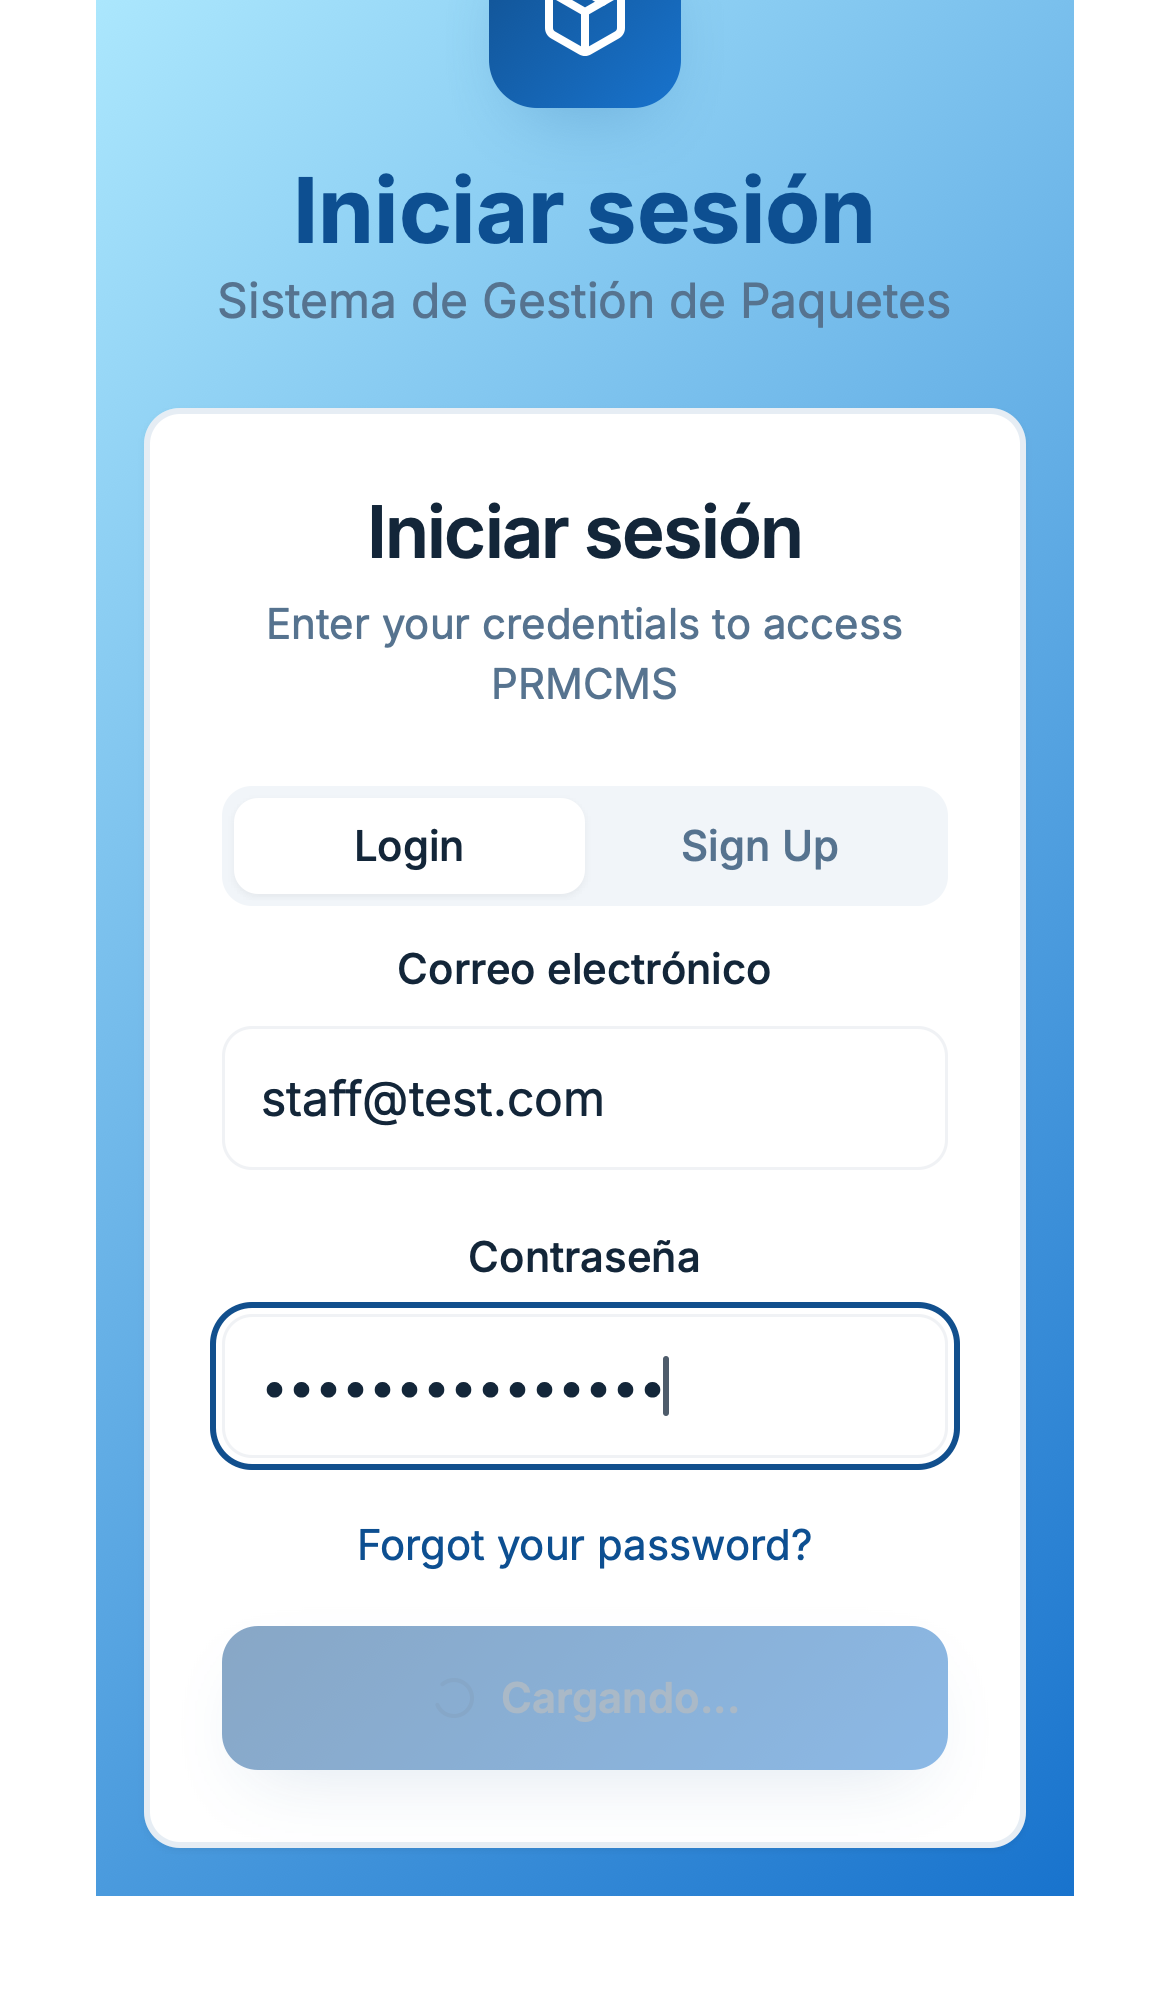 Iniciar sesión
Sistema de Gestión de Paquetes
Iniciar sesión
Enter your credentials to access
PRMCMS
Login
Sign Up
Correo electrónico
staff@test.com
Contraseña
•••••••••••••••
Forgot your password?
Cargando...